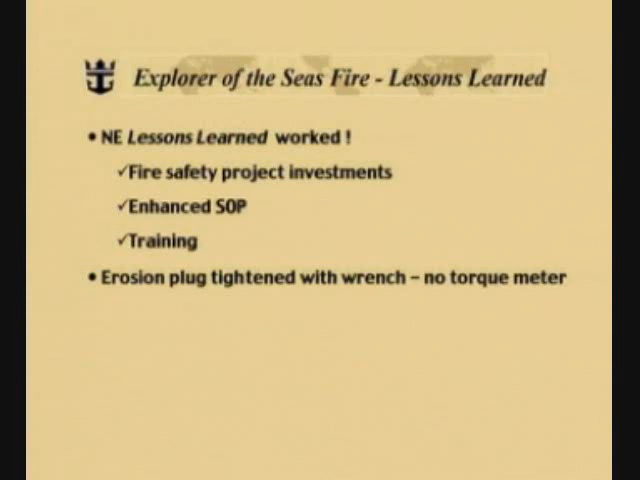 Explorer of the Seas Fire - Lessons Learned
• NE Lessons Learned worked !
✓Fire safety project investments
✓Enhanced SOP
✓Training
• Erosion plug tightened with wrench – no torque meter